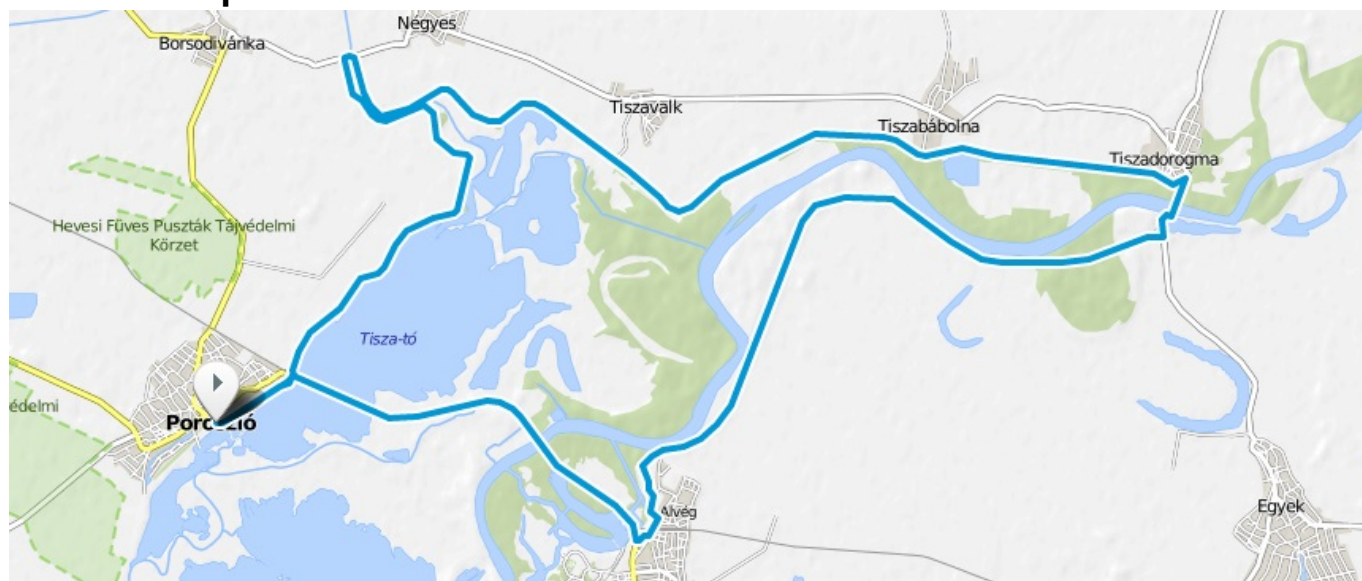 Négyes
Borsodivánka
Tiszavalk
Tiszabábolna
Tiszadorogma
Hevesi Füves Puszták Tájvédelmi
Körzet
Tisza-tó
édelmi
Alvég
Egyek